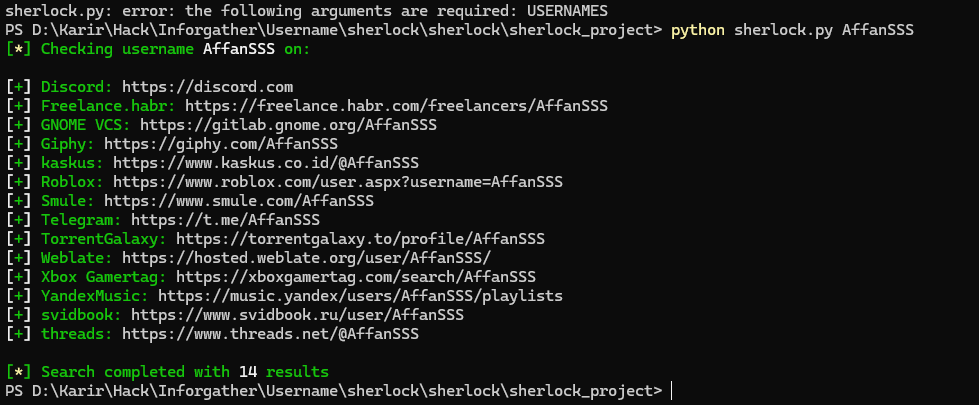 sherlock.py: error: the following arguments are required: USERNAMES
PS D:\Karir\Hack\Inforgather\Username\sherlock\sherlock\sherlock_project> python sherlock.py AffanSSS
[*] Checking username AffanSSS on:
[+] Discord: https://discord.com
[+] Freelance.habr: https://freelance.habr.com/freelancers/AffanSSS
[+] GNOME VCS: https://gitlab.gnome.org/AffanSSS
[+] Giphy: https://giphy.com/AffanSSS
[+] kaskus: https://www.kaskus.co.id/@AffanSSS
[+] Roblox: https://www.roblox.com/user.aspx?username=AffanSSS
[+] Smule: https://www.smule.com/AffanSSS
[+] Telegram: https://t.me/AffanSSS
[+] TorrentGalaxy: https://torrentgalaxy.to/profile/AffanSSS
[+] Weblate: https://hosted.weblate.org/user/AffanSSS/
[+] Xbox Gamertag: https://xboxgamertag.com/search/AffanSSS
[+] YandexMusic: https://music.yandex/users/AffanSSS/playlists
[+] svidbook: https://www.svidbook.ru/user/AffanSSS
[+] threads: https://www.threads.net/@AffanSSS
[*] Search completed with 14 results
PS D:\Karir\Hack\Inforgather\Username\sherlock\sherlock\sherlock_project>